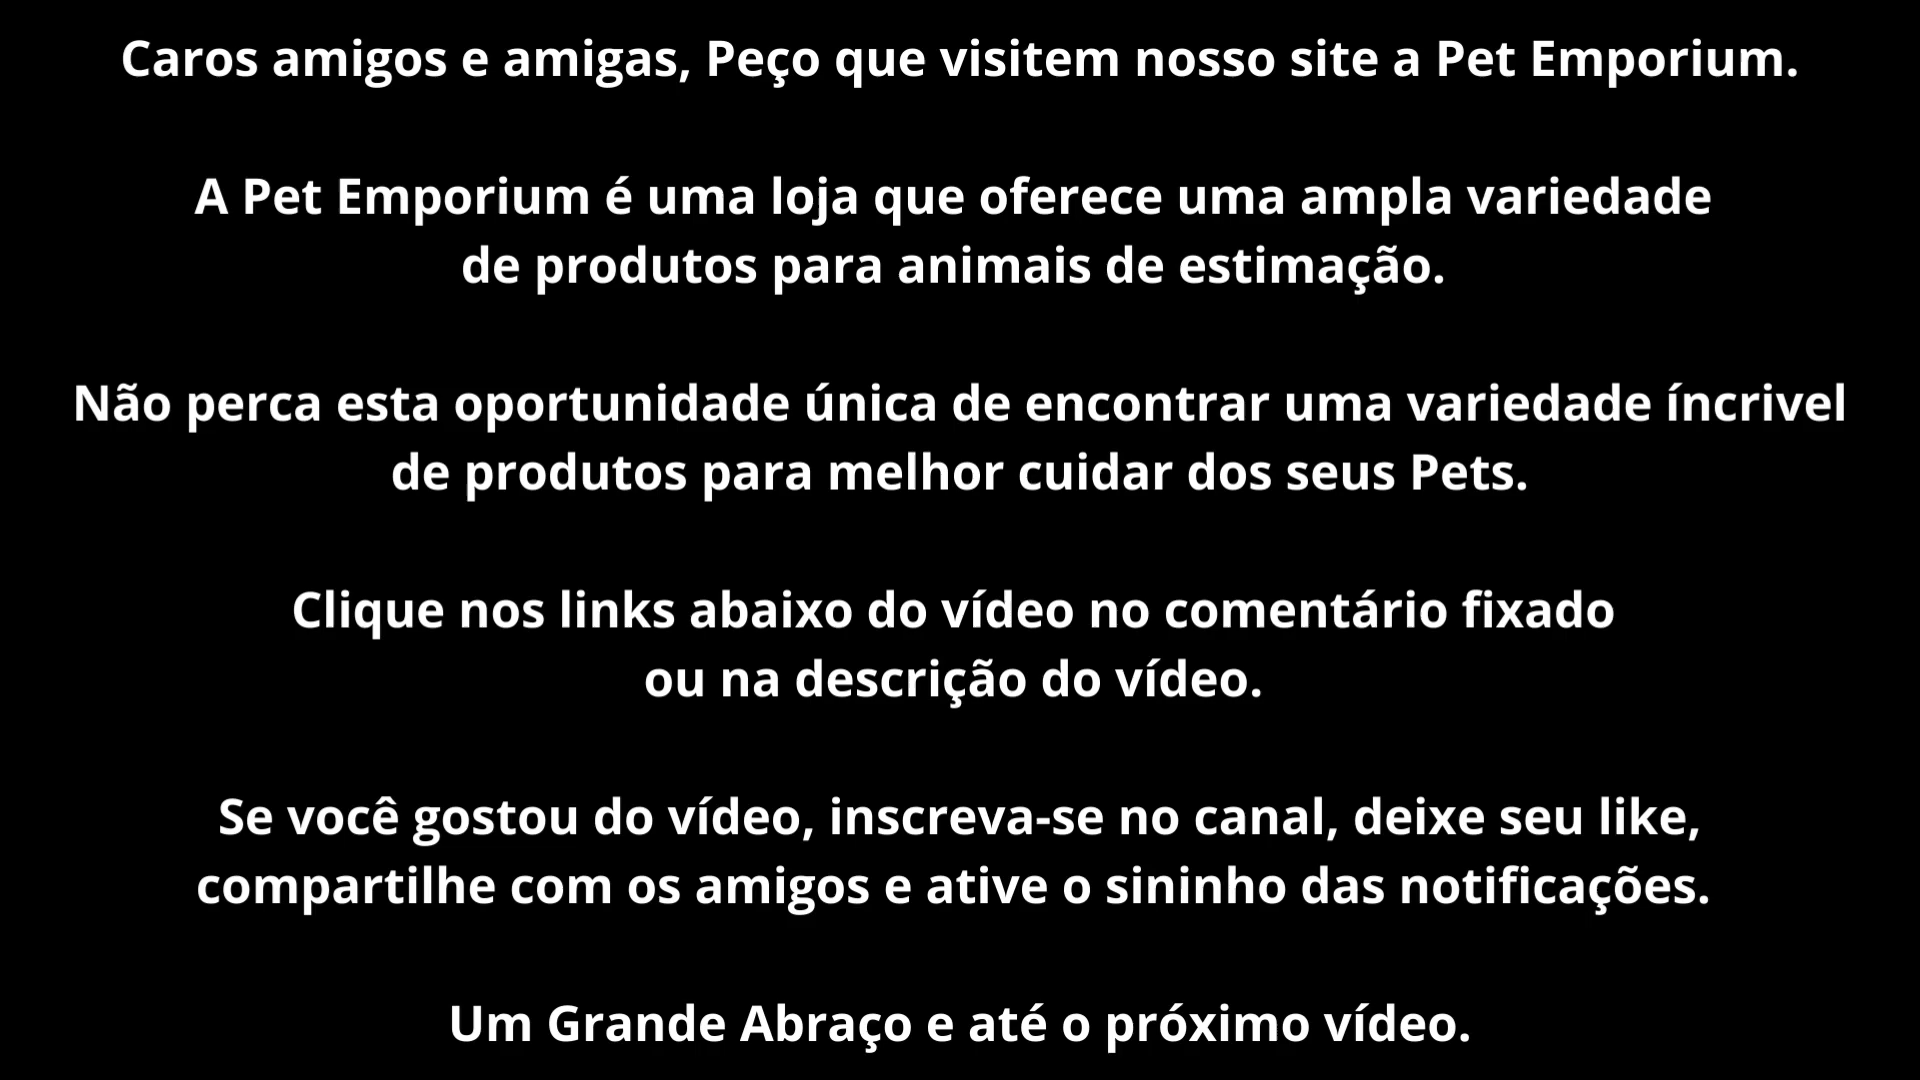 Caros amigos e amigas, Peço que visitem nosso site a Pet Emporium.
A Pet Emporium é uma loja que oferece uma ampla variedade
de produtos para animais de estimação.
Não perca esta oportunidade única de encontrar uma variedade íncrivel
de produtos para melhor cuidar dos seus Pets.
Clique nos links abaixo do vídeo no comentário fixado
ou na descrição do vídeo.
Se você gostou do vídeo, inscreva-se no canal, deixe seu like,
compartilhe com os amigos e ative o sininho das notificações.
Um Grande Abraço e até o próximo vídeo.